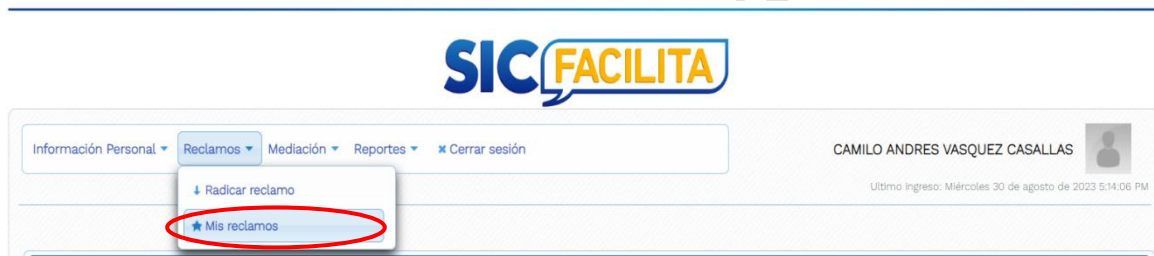 SIC FACILITA
Información Personal Reclamos Mediación Reportes × Cerrar sesión
CAMILO ANDRES VASQUEZ CASALLAS
Ultimo ingreso: Miércoles 30 de agosto de 2023 5:14:06 PM
Radicar reclamo
Mis reclamos